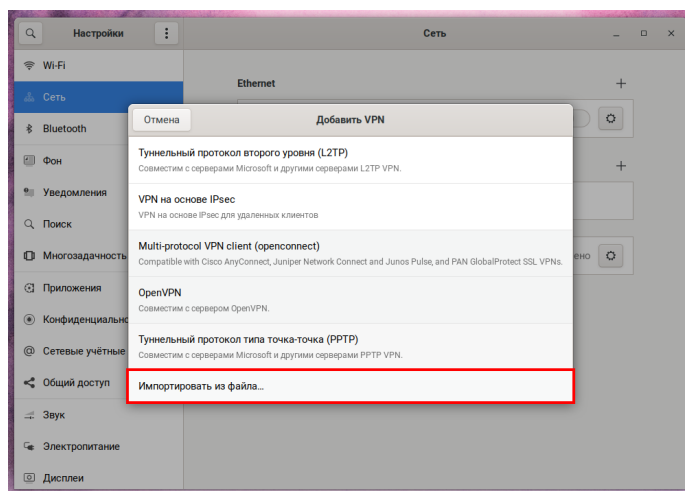 Настройки
Сеть
Wi-Fi
Сеть
Bluetooth
Фон
Уведомления
Поиск
Многозадачность
Приложения
Конфиденциально
Сетевые учётные
Общий доступ
Звук
Электропитание
Дисплеи
Ethernet
Отмена
Добавить VPN
Туннельный протокол второго уровня (L2TP)
Совместим с серверами Microsoft и другими серверами L2TP VPN.
VPN на основе IPsec
VPN на основе IPsec для удаленных клиентов
Multi-protocol VPN client (openconnect)
Compatible with Cisco AnyConnect, Juniper Network Connect and Junos Pulse, and PAN GlobalProtect SSL VPNs.
OpenVPN
Совместим с сервером OpenVPN.
Туннельный протокол типа точка-точка (PPTP)
Совместим с серверами Microsoft и другими серверами PPTP VPN.
Импортировать из файла...
ено